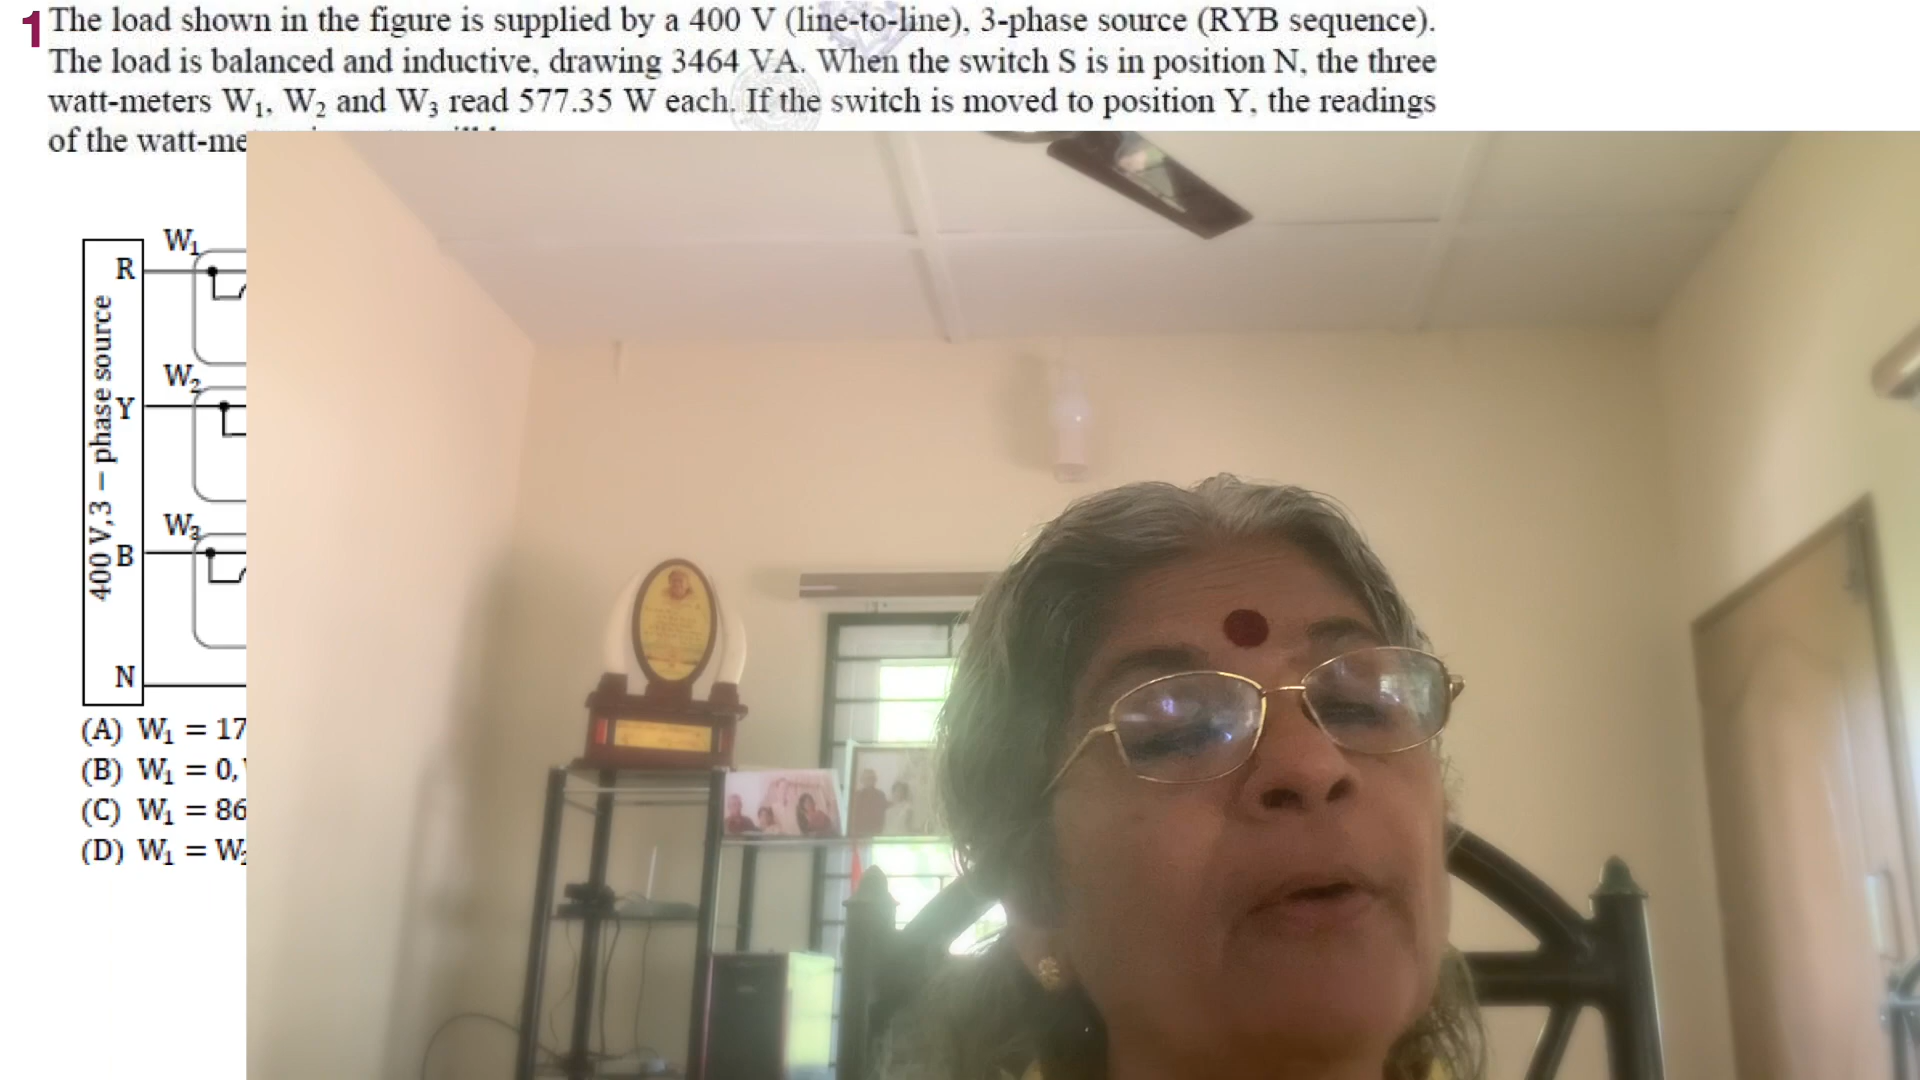 1 The load shown in the figure is supplied by a 400 V (line-to-line), 3-phase source (RYB sequence).
The load is balanced and inductive, drawing 3464 VA. When the switch S is in position N, the three
watt-meters W₁, W₂ and W₃ read 577.35 W each. If the switch is moved to position Y, the readings
of the watt-me
W₁
R
W₂
Y
W₃
B
N
400 V, 3 – phase source
(A) W₁ = 17
(B) W₁ = 0,
(C) W₁ = 86
(D) W₁ = W₂